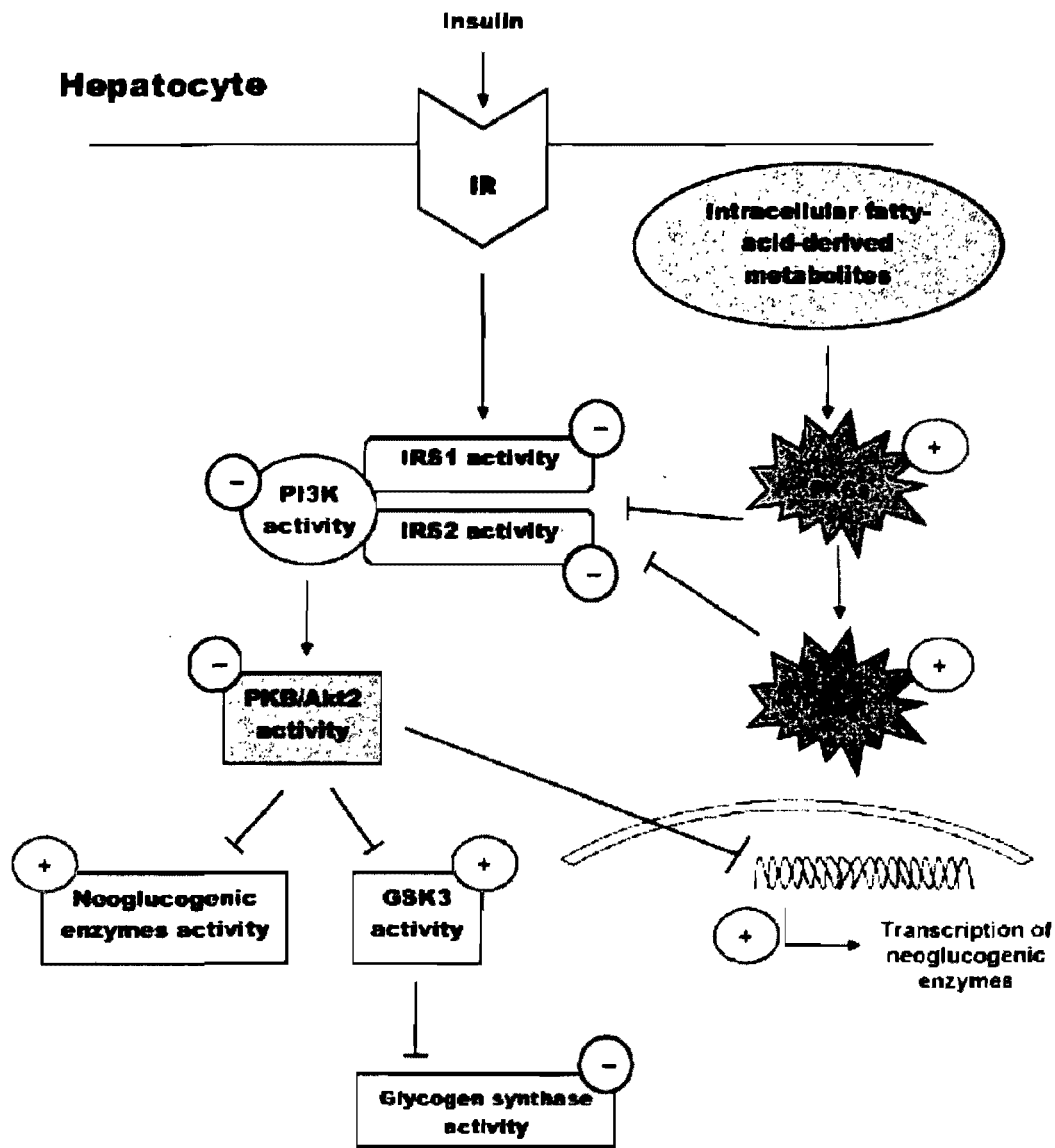 Insulin
Hepatocyte
IR
Intracellular fatty-
acid-derived
metabolites
IRS1 activity
PI3K
activity
IRS2 activity
PKB/Akt2
activity
Neoglucogenic
enzymes activity
GSK3
activity
Transcription of
neoglucogenic
enzymes
Glycogen synthase
activity
−
−
−
−
+
+
+
+
+
−